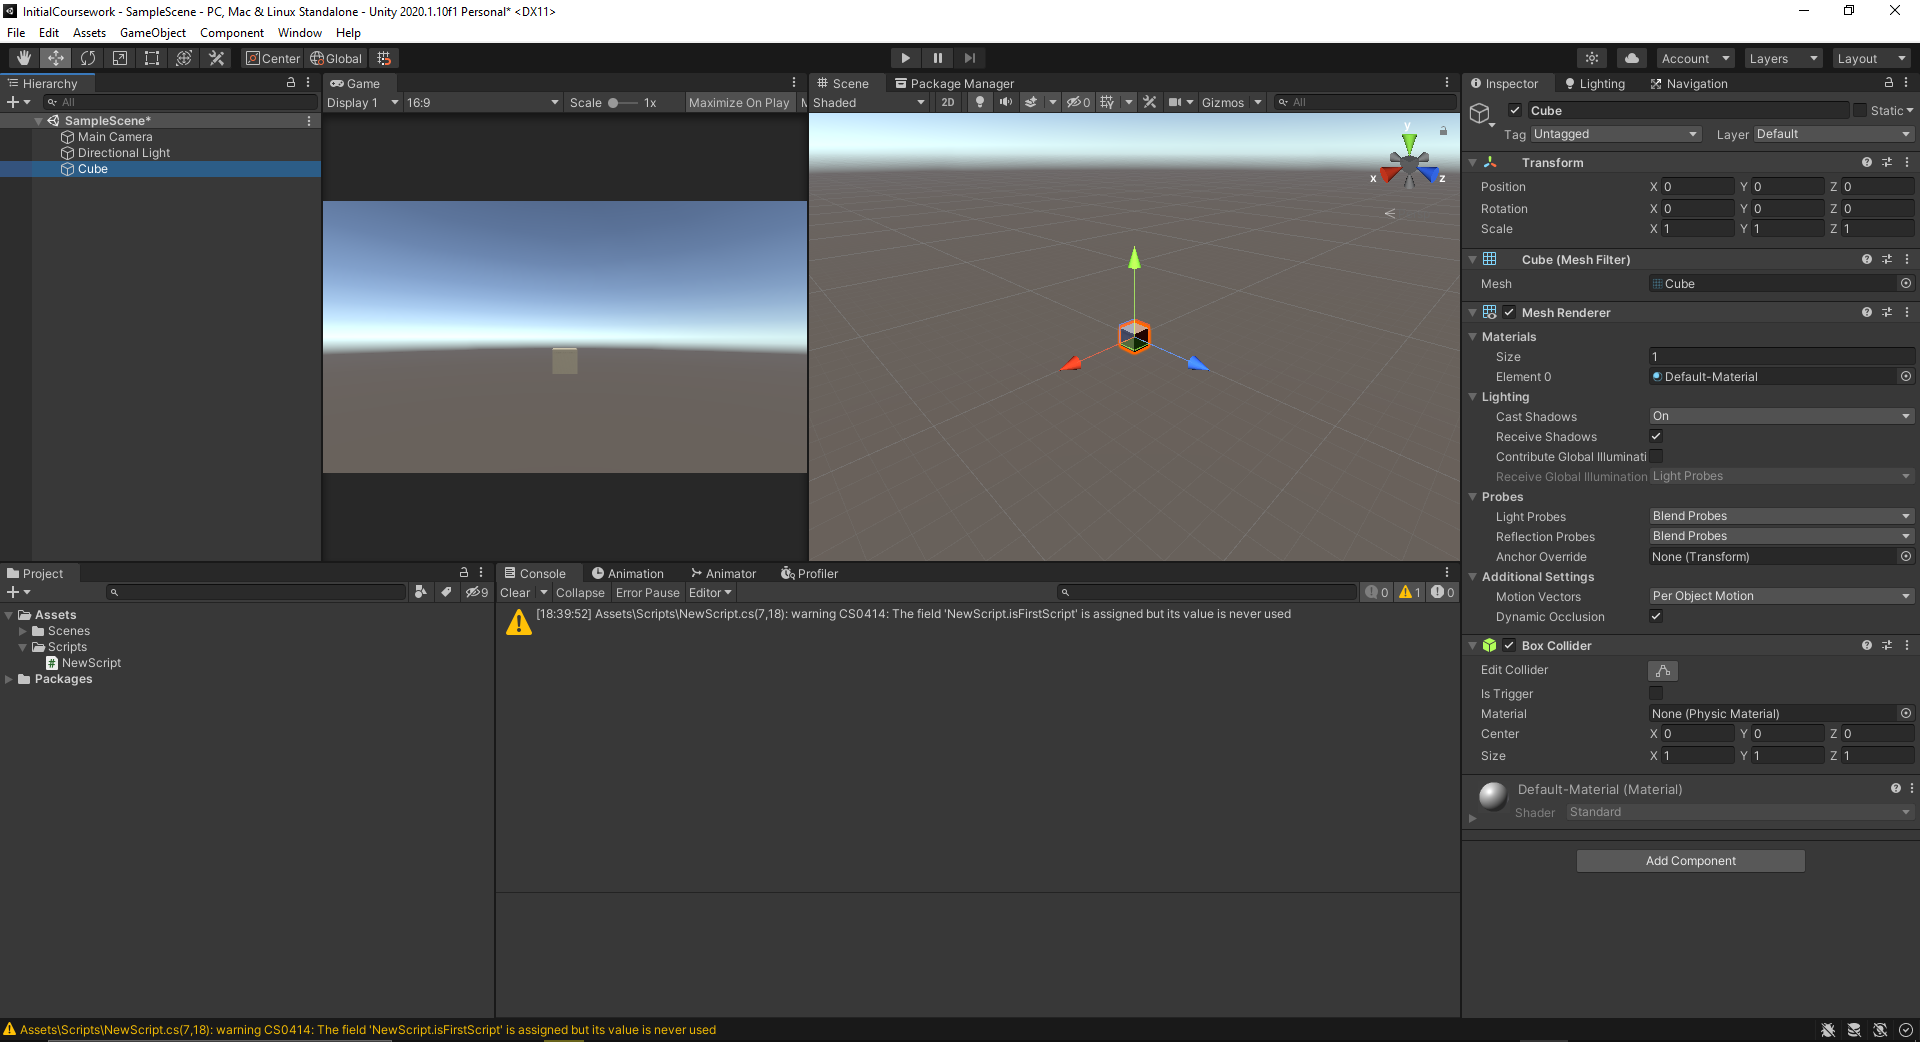 InitialCoursework - SampleScene - PC, Mac & Linux Standalone - Unity 2020.1.10f1 Personal* <DX11>
File Edit Assets GameObject Component Window Help
Center Global Account Layers Layout
Hierarchy
All
SampleScene*
Main Camera
Directional Light
Cube
Game
Display 1 16:9 Scale 1x Maximize On Play M
Scene Package Manager
Shaded 2D 0 Gizmos All
y
x z
Inspector Lighting Navigation
Cube Static
Tag Untagged Layer Default
Transform
Position X 0 Y 0 Z 0
Rotation X 0 Y 0 Z 0
Scale X 1 Y 1 Z 1
Cube (Mesh Filter)
Mesh Cube
Mesh Renderer
Materials
Size 1
Element 0 Default-Material
Lighting
Cast Shadows On
Receive Shadows
Contribute Global Illuminati
Receive Global Illumination Light Probes
Probes
Light Probes Blend Probes
Reflection Probes Blend Probes
Anchor Override None (Transform)
Additional Settings
Motion Vectors Per Object Motion
Dynamic Occlusion
Box Collider
Edit Collider
Is Trigger
Material None (Physic Material)
Center X 0 Y 0 Z 0
Size X 1 Y 1 Z 1
Default-Material (Material)
Shader Standard
Add Component
Project
9
Assets
Scenes
Scripts
NewScript
Packages
Console Animation Animator Profiler
Clear Collapse Error Pause Editor 0 1 0
[18:39:52] Assets\Scripts\NewScript.cs(7,18): warning CS0414: The field 'NewScript.isFirstScript' is assigned but its value is never used
Assets\Scripts\NewScript.cs(7,18): warning CS0414: The field 'NewScript.isFirstScript' is assigned but its value is never used